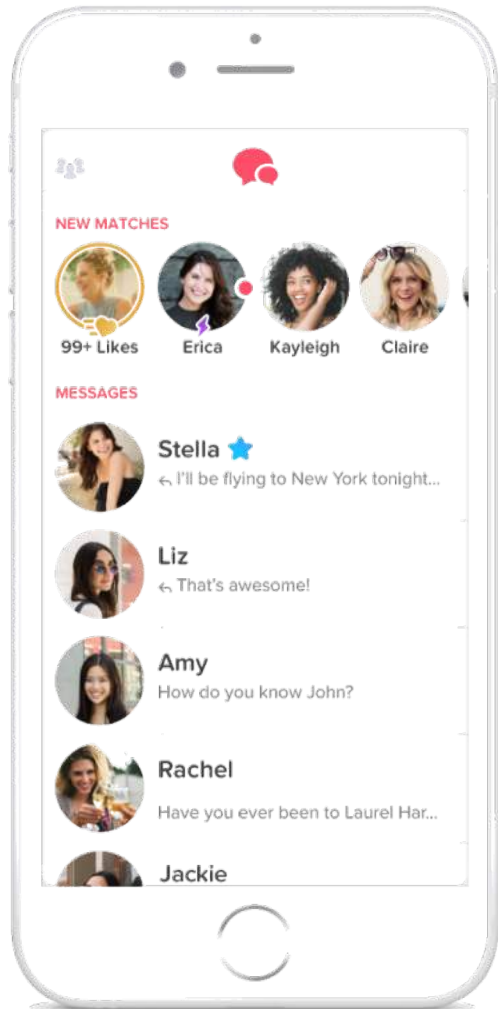 NEW MATCHES
99+ Likes
Erica
Kayleigh
Claire
MESSAGES
Stella
I'll be flying to New York tonight...
Liz
That's awesome!
Amy
How do you know John?
Rachel
Have you ever been to Laurel Har...
Jackie